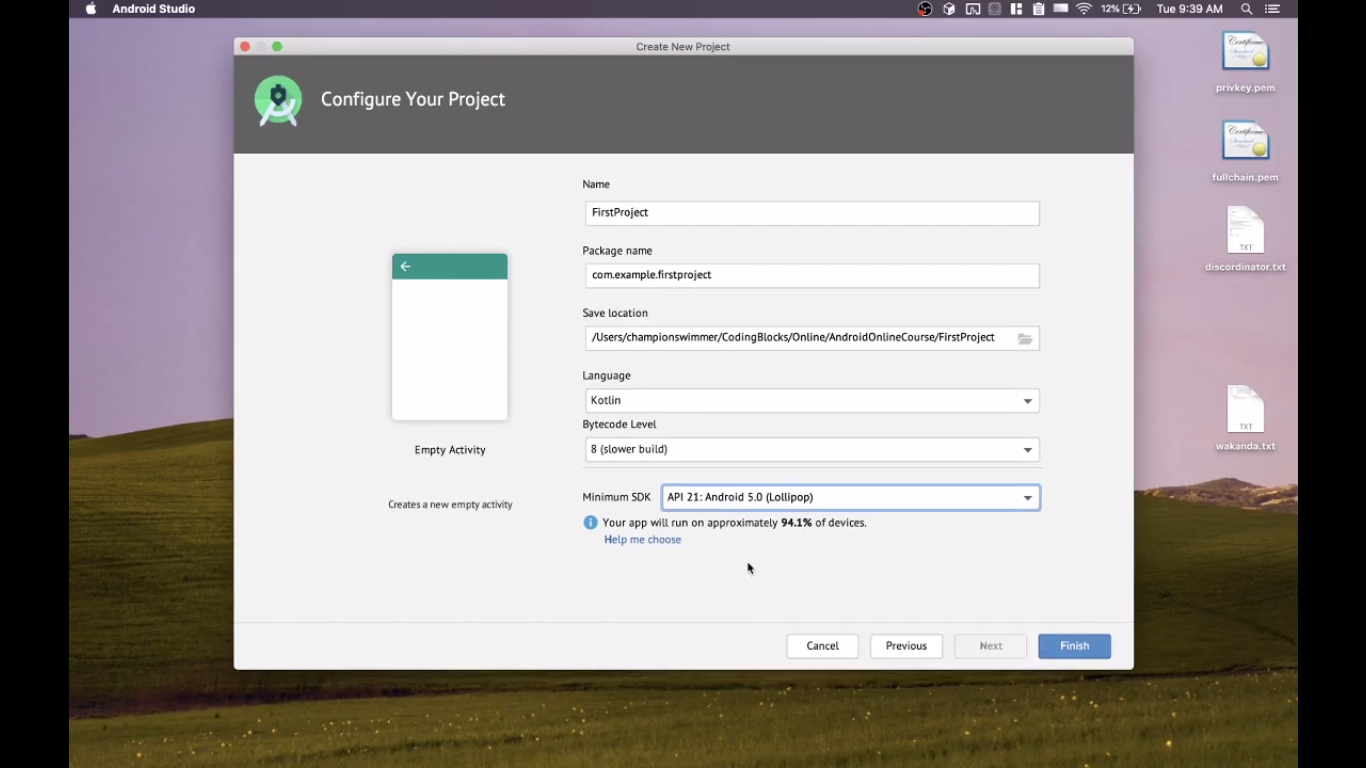 Android Studio
12%
Tue 9:39 AM
Create New Project
Configure Your Project
Name
FirstProject
Package name
com.example.firstproject
Save location
/Users/championswimmer/CodingBlocks/Online/AndroidOnlineCourse/FirstProject
Language
Kotlin
Bytecode Level
8 (slower build)
Minimum SDK
API 21: Android 5.0 (Lollipop)
Your app will run on approximately 94.1% of devices.
Help me choose
Empty Activity
Creates a new empty activity
Cancel
Previous
Next
Finish
privkey.pem
fullchain.pem
TXT
discordinator.txt
TXT
wakanda.txt